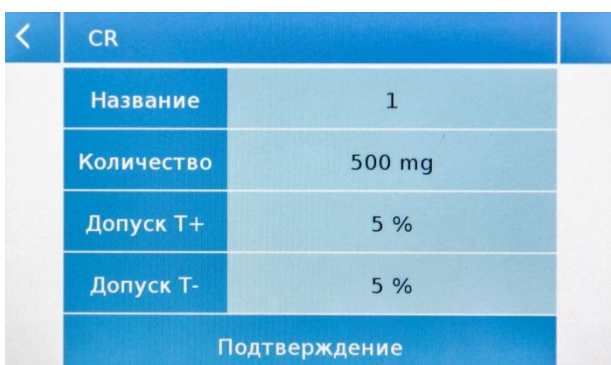 CR
Название 1
Количество 500 mg
Допуск T+ 5 %
Допуск T- 5 %
Подтверждение